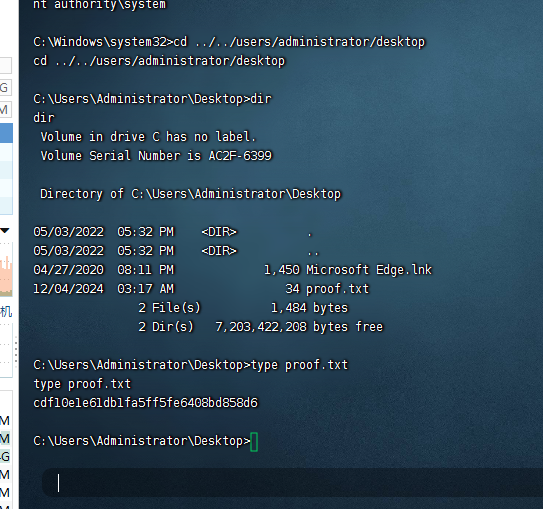 nt authority\system
C:\Windows\system32>cd ../../users/administrator/desktop
cd ../../users/administrator/desktop
C:\Users\Administrator\Desktop>dir
dir
 Volume in drive C has no label.
 Volume Serial Number is AC2F-6399
 Directory of C:\Users\Administrator\Desktop
05/03/2022  05:32 PM    <DIR>          .
05/03/2022  05:32 PM    <DIR>          ..
04/27/2020  08:11 PM             1,450 Microsoft Edge.lnk
12/04/2024  03:17 AM                34 proof.txt
               2 File(s)          1,484 bytes
               2 Dir(s)   7,203,422,208 bytes free
C:\Users\Administrator\Desktop>type proof.txt
type proof.txt
cdf10e1e61db1fa5ff5fe6408bd858d6
C:\Users\Administrator\Desktop>
G
M
机
M
M
G
M
M